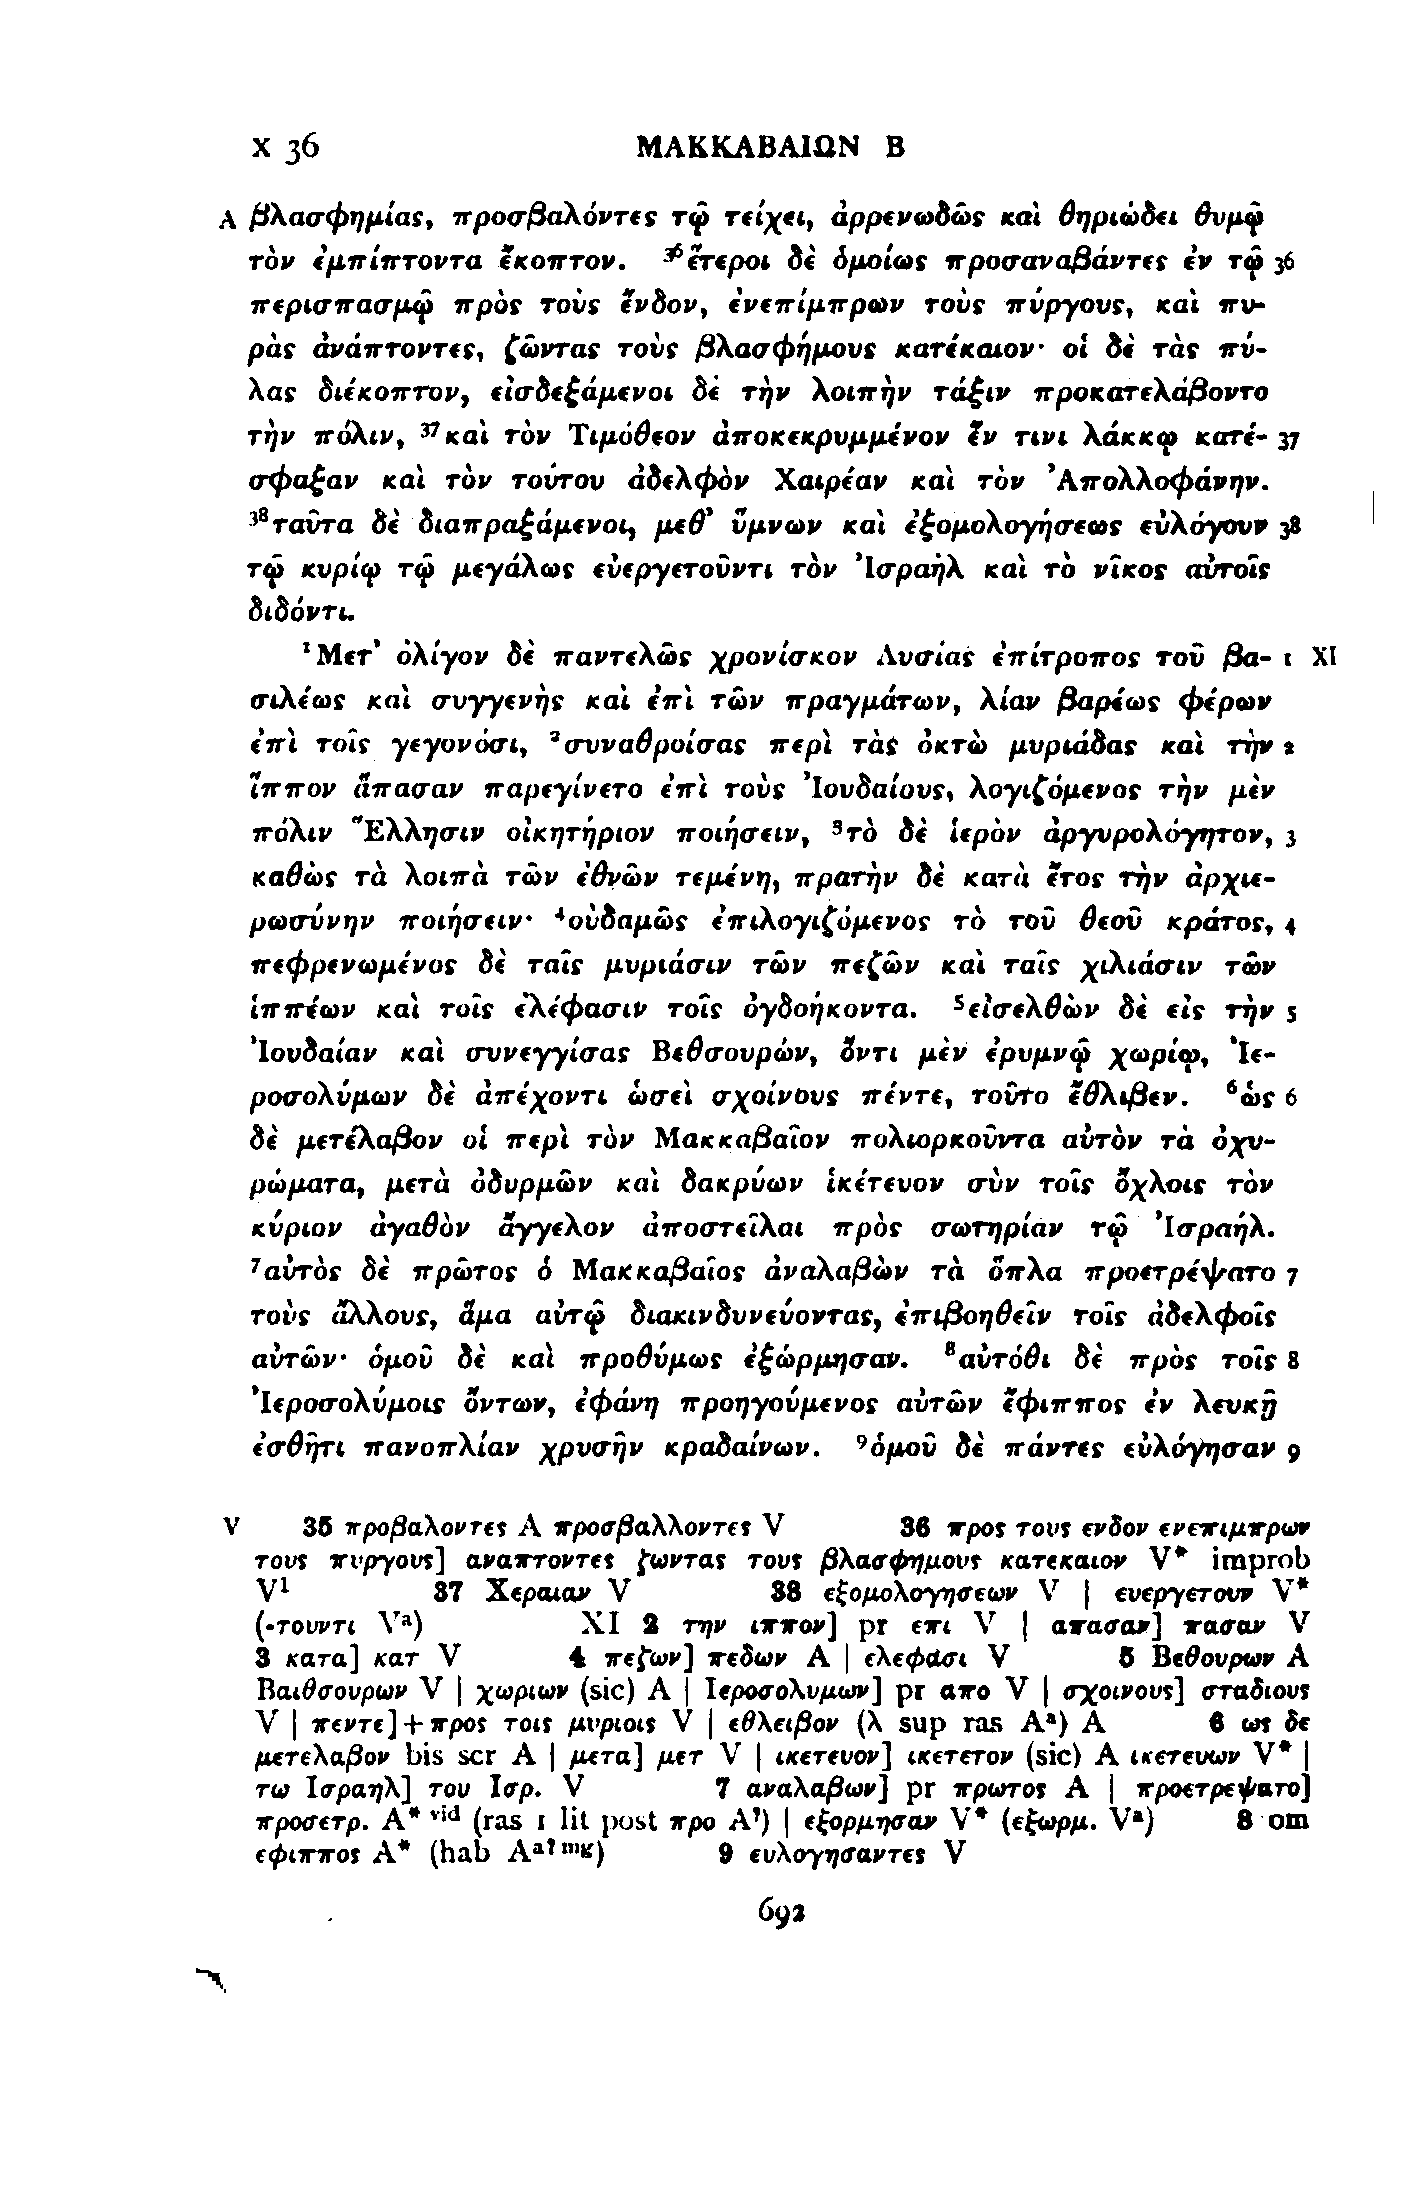 X 36 ΜΑΚΚΑΒΑΙΩΝ Β
A βλασφημίας, προσβαλόντες τῷ τείχει, ἀρρενωδῶς καὶ θηριώδει θυμῷ
τὸν ἐμπίπτοντα ἔκοπτον. ³⁶ἕτεροι δὲ ὁμοίως προσαναβάντες ἐν τῷ 36
περισπασμῷ πρὸς τοὺς ἔνδον, ἐνεπίμπρων τοὺς πύργους, καὶ πυ-
ρὰς ἀνάπτοντες, ζῶντας τοὺς βλασφήμους κατέκαιον· οἱ δὲ τὰς πύ-
λας διέκοπτον, εἰσδεξάμενοι δὲ τὴν λοιπὴν τάξιν προκατελάβοντο
τὴν πόλιν, ³⁷καὶ τὸν Τιμόθεον ἀποκεκρυμμένον ἔν τινι λάκκῳ κατέ- 37
σφαξαν καὶ τὸν τούτου ἀδελφὸν Χαιρέαν καὶ τὸν Ἀπολλοφάνην.
³⁸ταῦτα δὲ διαπραξάμενοι, μεθ’ ὕμνων καὶ ἐξομολογήσεως εὐλόγουν 38
τῷ κυρίῳ τῷ μεγάλως εὐεργετοῦντι τὸν Ἰσραὴλ καὶ τὸ νῖκος αὐτοῖς
διδόντι.
¹Μετ’ ὀλίγον δὲ παντελῶς χρονίσκον Λυσίας ἐπίτροπος τοῦ βα- 1 XI
σιλέως καὶ συγγενὴς καὶ ἐπὶ τῶν πραγμάτων, λίαν βαρέως φέρων
ἐπὶ τοῖς γεγονόσι, ²συναθροίσας περὶ τὰς ὀκτὼ μυριάδας καὶ τὴν 2
ἵππον ἅπασαν παρεγίνετο ἐπὶ τοὺς Ἰουδαίους, λογιζόμενος τὴν μὲν
πόλιν Ἕλλησιν οἰκητήριον ποιήσειν, ³τὸ δὲ ἱερὸν ἀργυρολόγητον, 3
καθὼς τὰ λοιπὰ τῶν ἐθνῶν τεμένη, πρατὴν δὲ κατὰ ἔτος τὴν ἀρχιε-
ρωσύνην ποιήσειν· ⁴οὐδαμῶς ἐπιλογιζόμενος τὸ τοῦ θεοῦ κράτος, 4
πεφρενωμένος δὲ ταῖς μυριάσιν τῶν πεζῶν καὶ ταῖς χιλιάσιν τῶν
ἱππέων καὶ τοῖς ἐλέφασιν τοῖς ὀγδοήκοντα. ⁵εἰσελθὼν δὲ εἰς τὴν 5
Ἰουδαίαν καὶ συνεγγίσας Βεθσουρών, ὄντι μὲν ἐρυμνῷ χωρίῳ, Ἱε-
ροσολύμων δὲ ἀπέχοντι ὡσεὶ σχοίνους πέντε, τοῦτο ἔθλιβεν. ⁶ὡς 6
δὲ μετέλαβον οἱ περὶ τὸν Μακκαβαῖον πολιορκοῦντα αὐτὸν τὰ ὀχυ-
ρώματα, μετὰ ὀδυρμῶν καὶ δακρύων ἱκέτευον σὺν τοῖς ὄχλοις τὸν
κύριον ἀγαθὸν ἄγγελον ἀποστεῖλαι πρὸς σωτηρίαν τῷ Ἰσραήλ.
⁷αὐτὸς δὲ πρῶτος ὁ Μακκαβαῖος ἀναλαβὼν τὰ ὅπλα προετρέψατο 7
τοὺς ἄλλους, ἅμα αὐτῷ διακινδυνεύοντας, ἐπιβοηθεῖν τοῖς ἀδελφοῖς
αὐτῶν· ὁμοῦ δὲ καὶ προθύμως ἐξώρμησαν. ⁸αὐτόθι δὲ πρὸς τοῖς 8
Ἱεροσολύμοις ὄντων, ἐφάνη προηγούμενος αὐτῶν ἔφιππος ἐν λευκῇ
ἐσθῆτι πανοπλίαν χρυσῆν κραδαίνων. ⁹ὁμοῦ δὲ πάντες εὐλόγησαν 9
V 35 προβαλοντες A προσβαλλοντες V 36 προς τους ενδον ενεπιμπρων
τους πυργους] αναπτοντες ζωντας τους βλασφημους κατεκαιον V* improb
V¹ 37 Χεραιαν V 38 εξομολογησεων V | ευεργετουν V*
(-τουντι Vᵃ) XI 2 την ιππον] pr επι V | απασαν] πασαν V
3 κατα] κατ V 4 πεζων] πεδων A | ελεφασι V 5 Βεθουρων A
Βαιθσουρων V | χωριων (sic) A | Ιεροσολυμων] pr απο V | σχοινους] σταδιους
V | πεντε]+προς τοις μυριοις V | εθλειβον (λ sup ras Aᵃ) A 6 ως δε
μετελαβον bis scr A | μετα] μετ V | ικετευον] ικετετον (sic) A ικετευων V* |
τω Ισραηλ] του Ισρ. V 7 αναλαβων] pr πρωτος A | προετρεψατο]
προσετρ. A* ᵛⁱᵈ (ras 1 lit post προ A?) | εξορμησαν V* (εξωρμ. Vᵃ) 8 om
εφιππος A* (hab Aᵃ? ᵐᵍ) 9 ευλογησαντες V
692